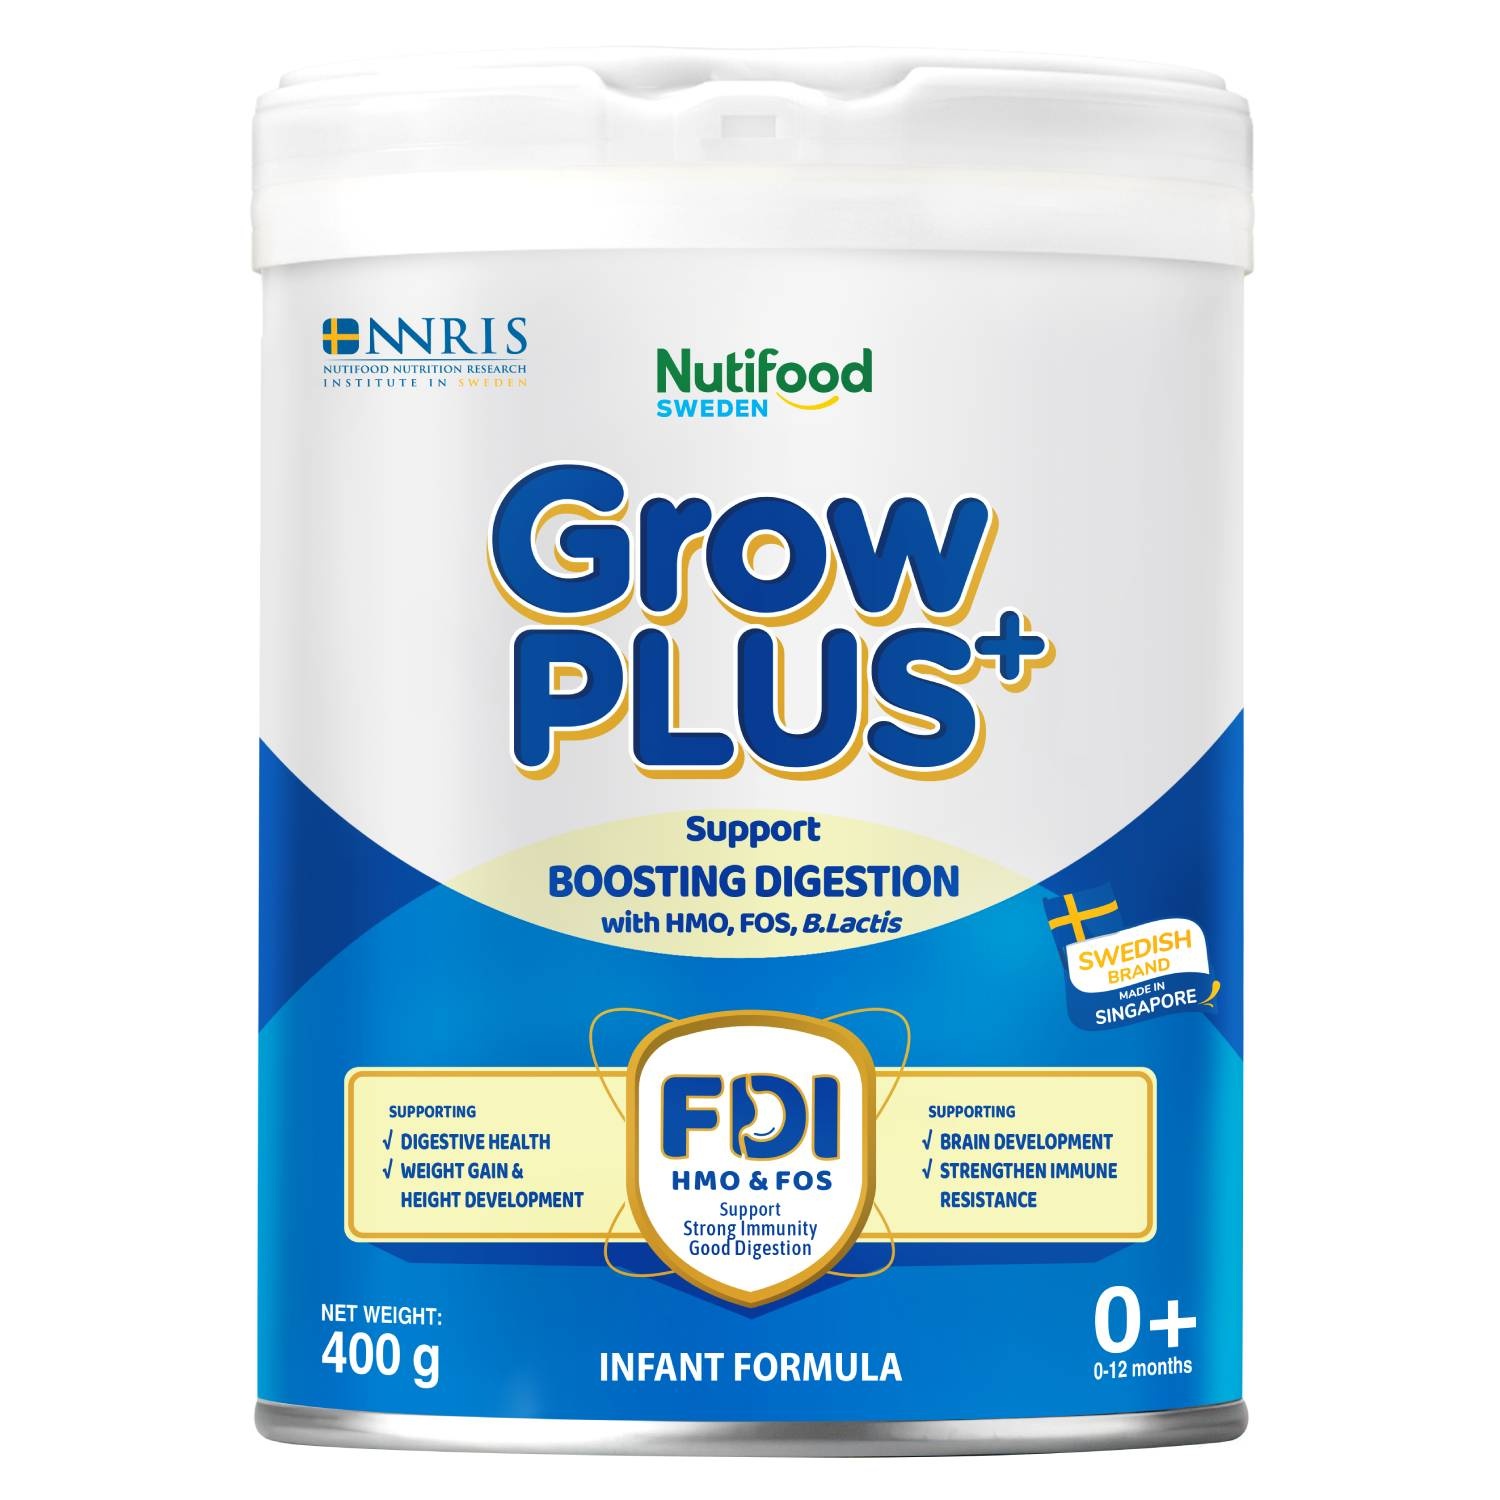 NNRIS
NUTIFOOD NUTRITION RESEARCH
INSTITUTE IN SWEDEN
Nutifood
SWEDEN
Grow
PLUS+
Support
BOOSTING DIGESTION
with HMO, FOS, B.Lactis
SWEDISH
BRAND
MADE IN
SINGAPORE
SUPPORTING
√ DIGESTIVE HEALTH
√ WEIGHT GAIN &
HEIGHT DEVELOPMENT
FDI
HMO & FOS
Support
Strong Immunity
Good Digestion
SUPPORTING
√ BRAIN DEVELOPMENT
√ STRENGTHEN IMMUNE
RESISTANCE
NET WEIGHT:
400 g
INFANT FORMULA
0+
0-12 months